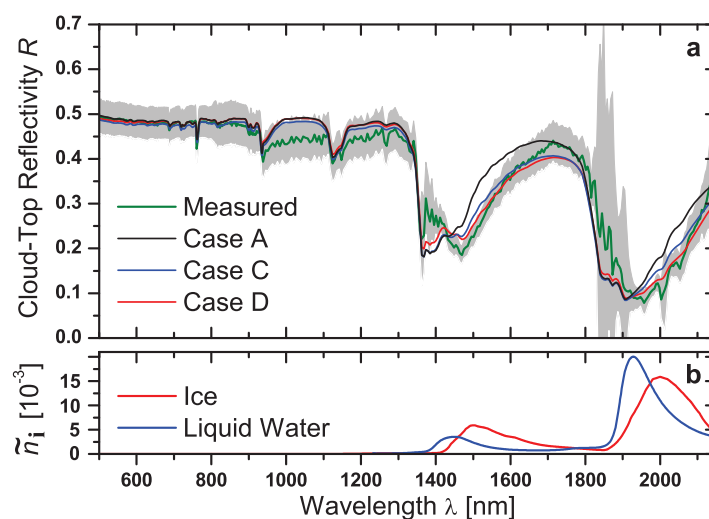 a
0.7
0.6
0.5
0.4
0.3
0.2
0.1
0.0
Cloud-Top Reflectivity R
Measured
Case A
Case C
Case D
b
15
10
5
0
ñi [10-3]
Ice
Liquid Water
600 800 1000 1200 1400 1600 1800 2000
Wavelength λ [nm]